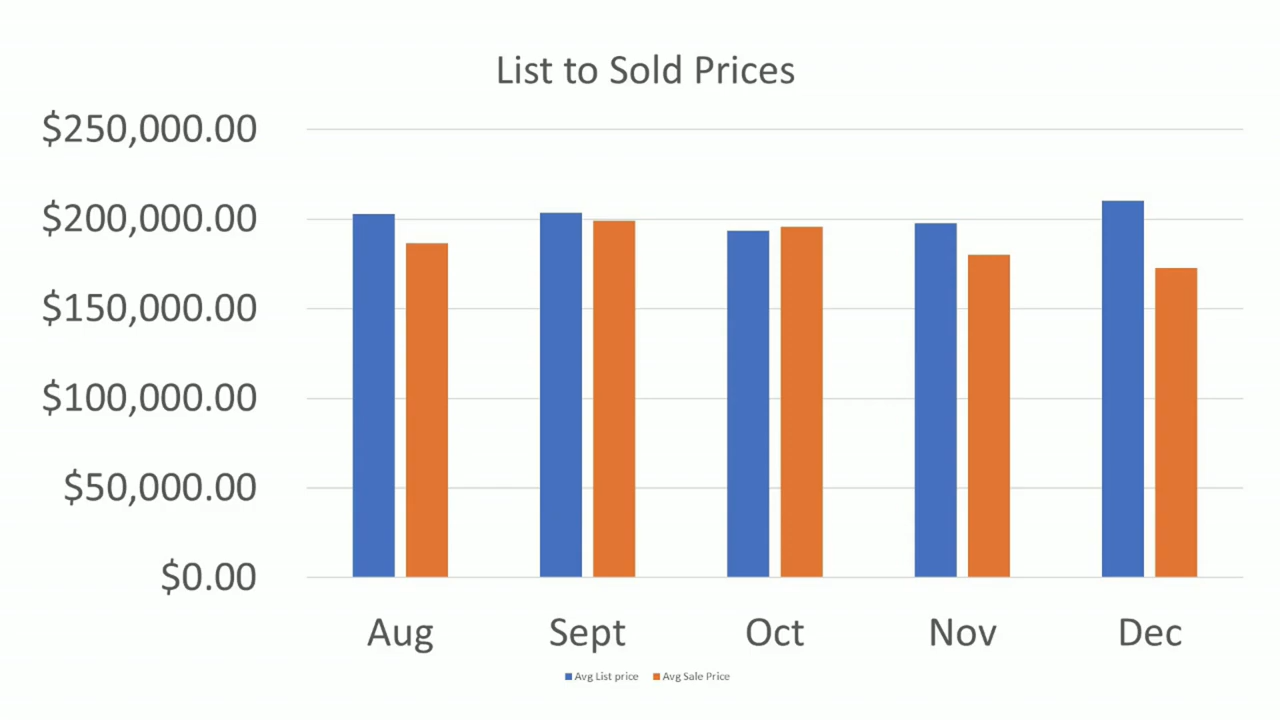 List to Sold Prices
$250,000.00
$200,000.00
$150,000.00
$100,000.00
$50,000.00
$0.00
Aug Sept Oct Nov Dec
Avg List price Avg Sale Price